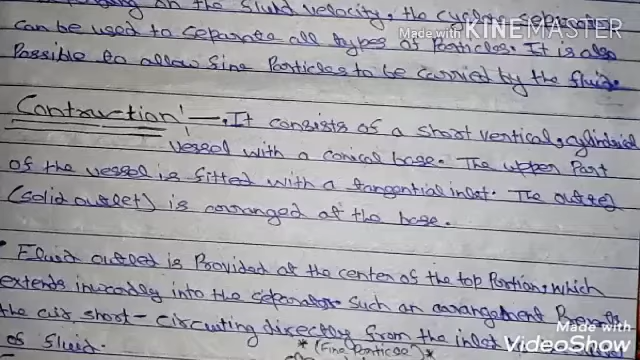 on the fluid velocity, the cyclone separator
Made with KINEMASTER
can be used to separate all types of Particles. It is also
Possible to allow fine Particles to be carried by the fluid.
Contruction :- It consists of a short vertical, cylindrical
vessel with a conical base. The upper Part
of the vessel is fitted with a tangential inlet. The outlet
(solid outlet) is arranged at the base.
• Fluid outlet is Provided at the center of the top Portion, which
extends inwardly into the separator such an arrangement Prevents
the air short-circuiting directly from the inlet
of fluid.
*(Fine Particle)*
Made with
VideoShow